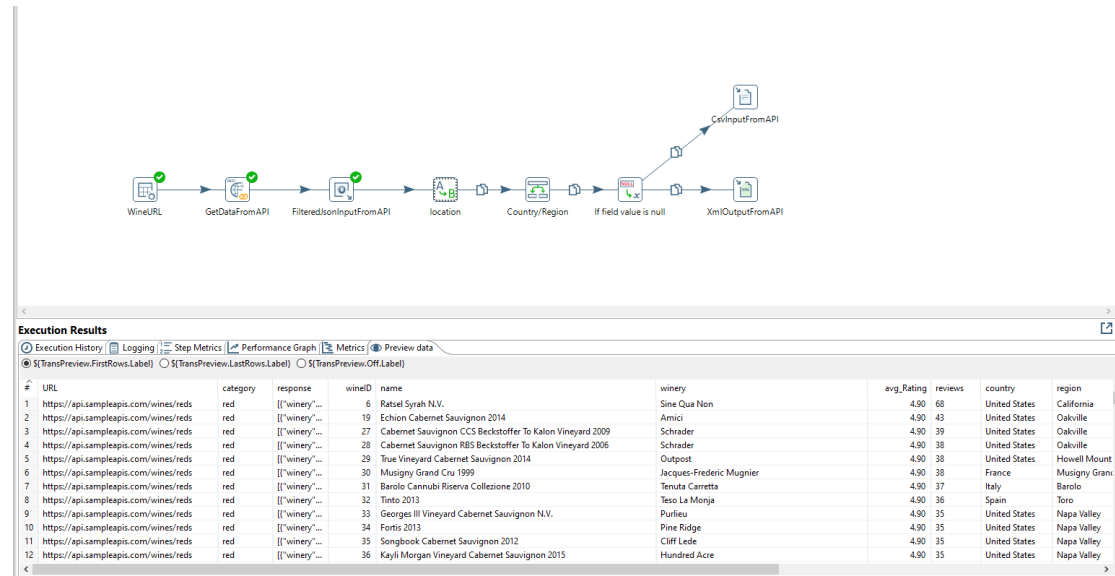 CsvInputFromAPI
WineURL GetDataFromAPI FilteredJsonInputFromAPI location Country/Region If field value is null XmlOutputFromAPI
Execution Results
Execution History Logging Step Metrics Performance Graph Metrics Preview data
${TransPreview.FirstRows.Label} ${TransPreview.LastRows.Label} ${TransPreview.Off.Label}
# URL category response wineID name winery avg_Rating reviews country region
1 https://api.sampleapis.com/wines/reds red [{"winery"... 6 Ratsel Syrah N.V. Sine Qua Non 4.90 68 United States California
2 https://api.sampleapis.com/wines/reds red [{"winery"... 19 Echion Cabernet Sauvignon 2014 Amici 4.90 43 United States Oakville
3 https://api.sampleapis.com/wines/reds red [{"winery"... 27 Cabernet Sauvignon CCS Beckstoffer To Kalon Vineyard 2009 Schrader 4.90 39 United States Oakville
4 https://api.sampleapis.com/wines/reds red [{"winery"... 28 Cabernet Sauvignon RBS Beckstoffer To Kalon Vineyard 2006 Schrader 4.90 38 United States Oakville
5 https://api.sampleapis.com/wines/reds red [{"winery"... 29 True Vineyard Cabernet Sauvignon 2014 Outpost 4.90 38 United States Howell Mount
6 https://api.sampleapis.com/wines/reds red [{"winery"... 30 Musigny Grand Cru 1999 Jacques-Frederic Mugnier 4.90 38 France Musigny Granc
7 https://api.sampleapis.com/wines/reds red [{"winery"... 31 Barolo Cannubi Riserva Collezione 2010 Tenuta Carretta 4.90 37 Italy Barolo
8 https://api.sampleapis.com/wines/reds red [{"winery"... 32 Tinto 2013 Teso La Monja 4.90 36 Spain Toro
9 https://api.sampleapis.com/wines/reds red [{"winery"... 33 Georges III Vineyard Cabernet Sauvignon N.V. Purlieu 4.90 35 United States Napa Valley
10 https://api.sampleapis.com/wines/reds red [{"winery"... 34 Fortis 2013 Pine Ridge 4.90 35 United States Napa Valley
11 https://api.sampleapis.com/wines/reds red [{"winery"... 35 Songbook Cabernet Sauvignon 2012 Cliff Lede 4.90 35 United States Napa Valley
12 https://api.sampleapis.com/wines/reds red [{"winery"... 36 Kayli Morgan Vineyard Cabernet Sauvignon 2015 Hundred Acre 4.90 35 United States Napa Valley